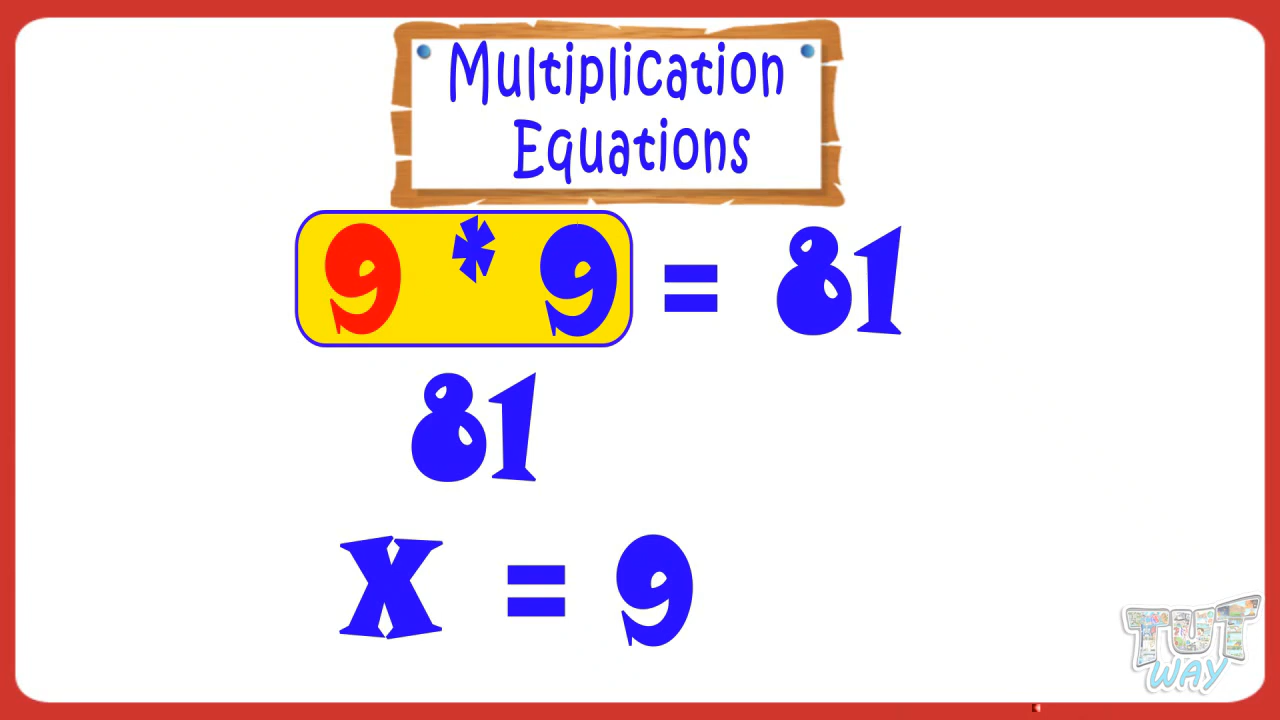 Multiplication
Equations
9 * 9 = 81
81
X = 9
TUT
WAY